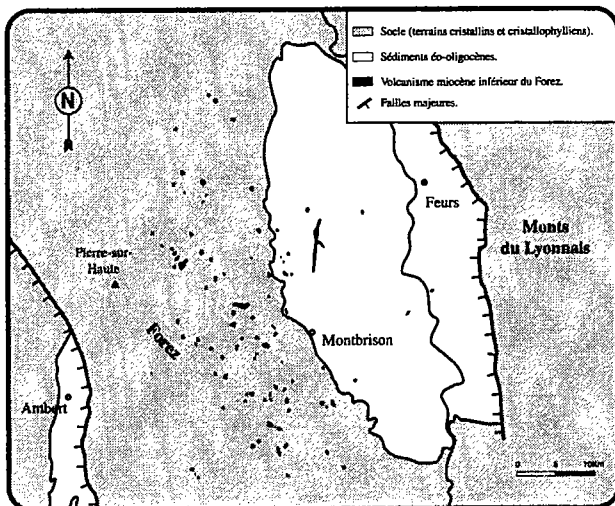 Socle (terrains cristallins et cristallophylliens).
Sédiments éo-oligocènes.
Volcanisme miocène inférieur du Forez.
Failles majeures.
N
Feurs
Monts
du Lyonnais
Pierre-sur-
Haute
Forez
Montbrison
Ambert
0 5 10KM